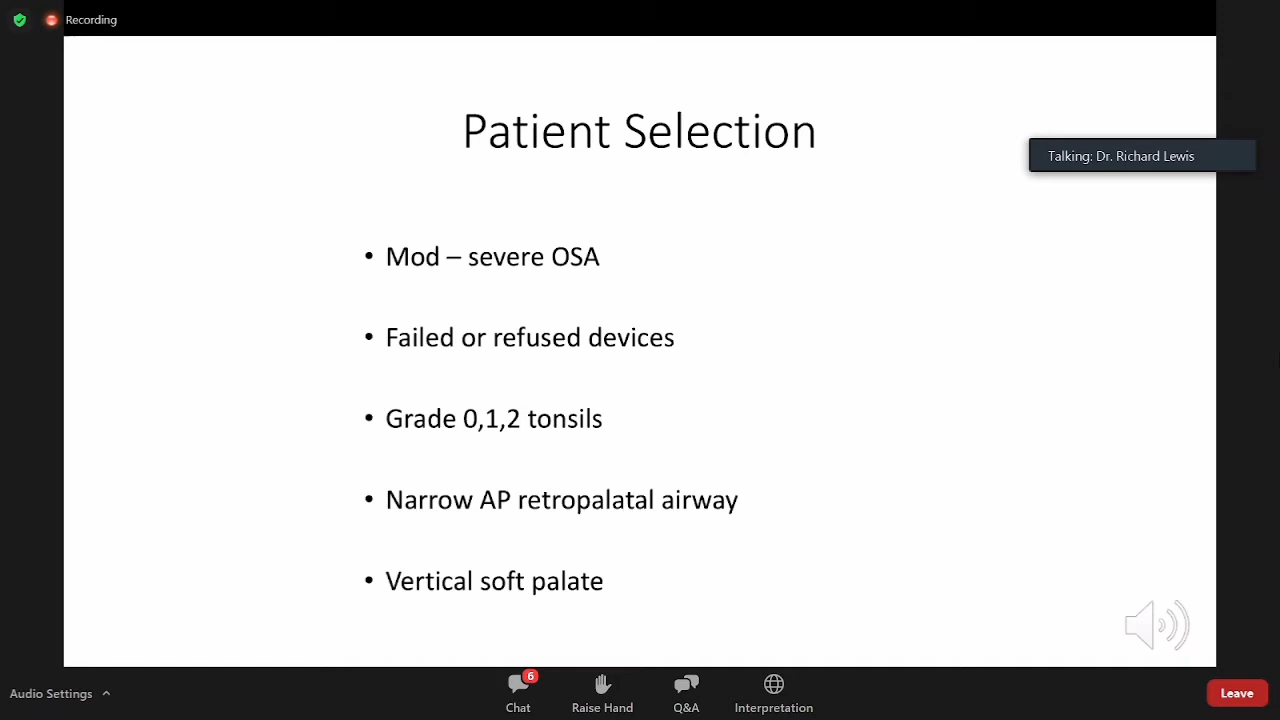 Recording
Patient Selection
Talking: Dr. Richard Lewis
• Mod – severe OSA
• Failed or refused devices
• Grade 0,1,2 tonsils
• Narrow AP retropalatal airway
• Vertical soft palate
Audio Settings
6
Chat
Raise Hand
Q&A
Interpretation
Leave